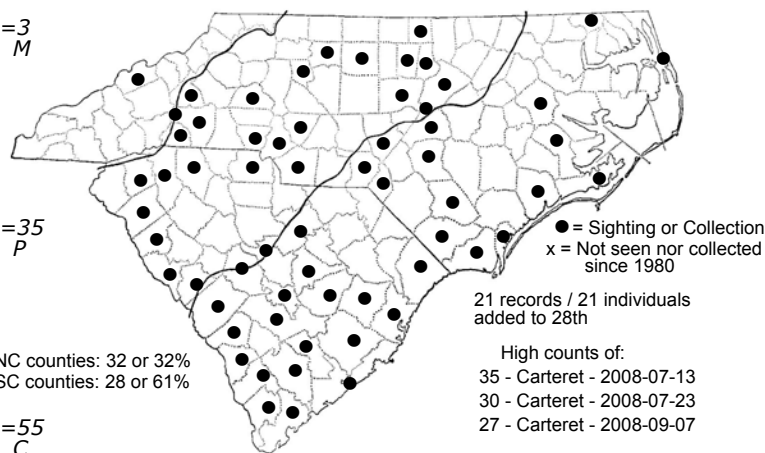 =3
M
=35
P
● = Sighting or Collection
x = Not seen nor collected
since 1980
21 records / 21 individuals
added to 28th
NC counties: 32 or 32%
SC counties: 28 or 61%
High counts of:
35 - Carteret - 2008-07-13
30 - Carteret - 2008-07-23
27 - Carteret - 2008-09-07
=55
C